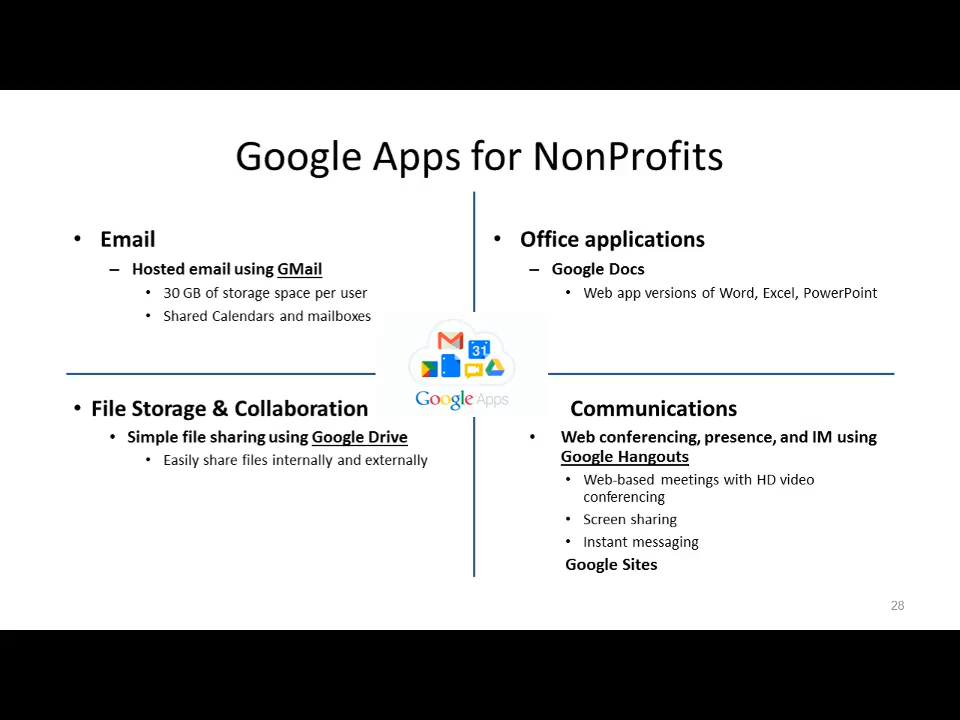 Google Apps for NonProfits
• Email
– Hosted email using GMail
• 30 GB of storage space per user
• Shared Calendars and mailboxes
• Office applications
– Google Docs
• Web app versions of Word, Excel, PowerPoint
31
Google Apps
• File Storage & Collaboration
• Simple file sharing using Google Drive
• Easily share files internally and externally
Communications
• Web conferencing, presence, and IM using
Google Hangouts
• Web-based meetings with HD video
conferencing
• Screen sharing
• Instant messaging
Google Sites
28